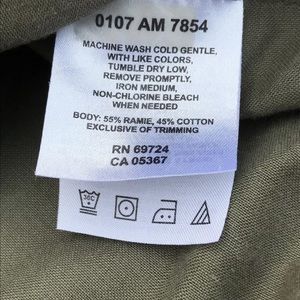 0107 AM 7854
MACHINE WASH COLD GENTLE,
WITH LIKE COLORS,
TUMBLE DRY LOW,
REMOVE PROMPTLY,
IRON MEDIUM,
NON-CHLORINE BLEACH
WHEN NEEDED
BODY: 55% RAMIE, 45% COTTON
EXCLUSIVE OF TRIMMING
RN 69724
CA 05367
30C